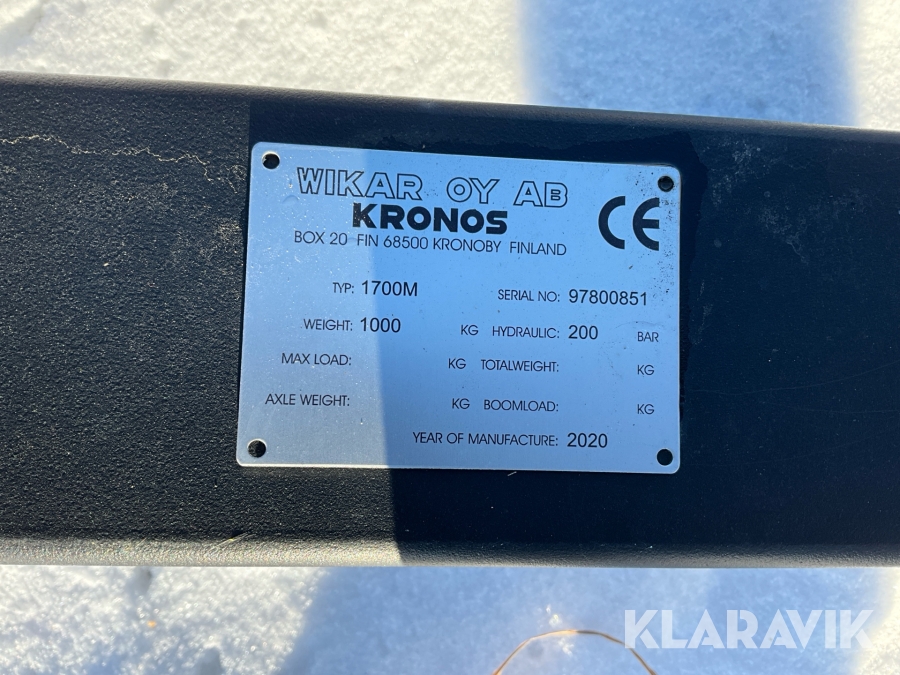 WIKAR OY AB
KRONOS
CE
BOX 20 FIN 68500 KRONOBY FINLAND
TYP: 1700M SERIAL NO: 97800851
WEIGHT: 1000 KG HYDRAULIC: 200 BAR
MAX LOAD: KG TOTALWEIGHT: KG
AXLE WEIGHT: KG BOOMLOAD: KG
YEAR OF MANUFACTURE: 2020
KLARAVIK